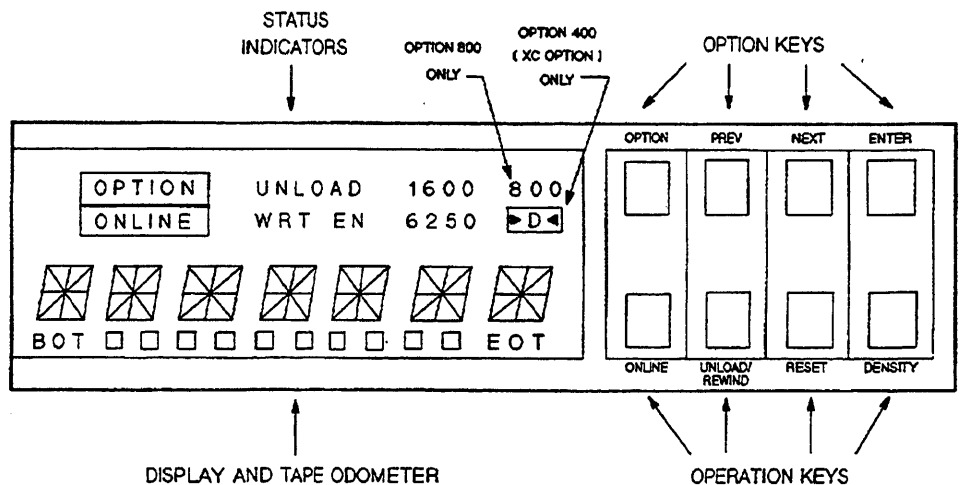 STATUS
INDICATORS
OPTION 800
ONLY
OPTION 400
( XC OPTION )
ONLY
OPTION KEYS
OPTION PREV NEXT ENTER
OPTION UNLOAD 1600 800
ONLINE WRT EN 6250 ►D◄
BOT EOT
ONLINE UNLOAD/
REWIND RESET DENSITY
DISPLAY AND TAPE ODOMETER
OPERATION KEYS